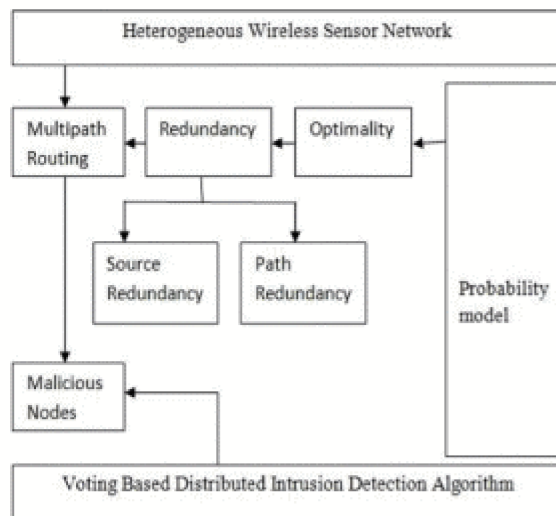 Heterogeneous Wireless Sensor Network
Multipath
Routing
Redundancy
Optimality
Source
Redundancy
Path
Redundancy
Probability
model
Malicious
Nodes
Voting Based Distributed Intrusion Detection Algorithm